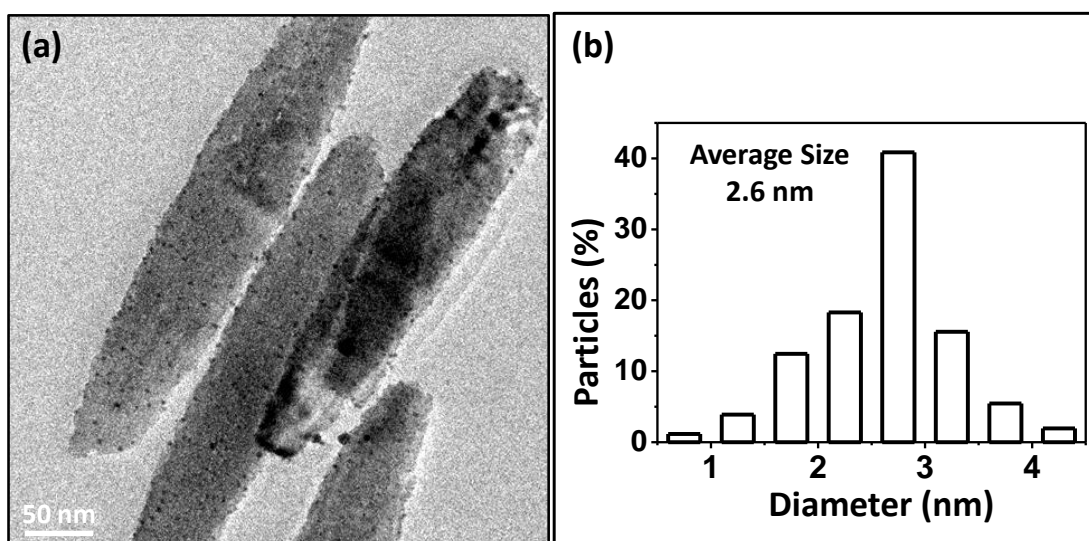 (a)
50 nm
(b)
Average Size
2.6 nm
Particles (%)
40
30
20
10
0
1 2 3 4
Diameter (nm)